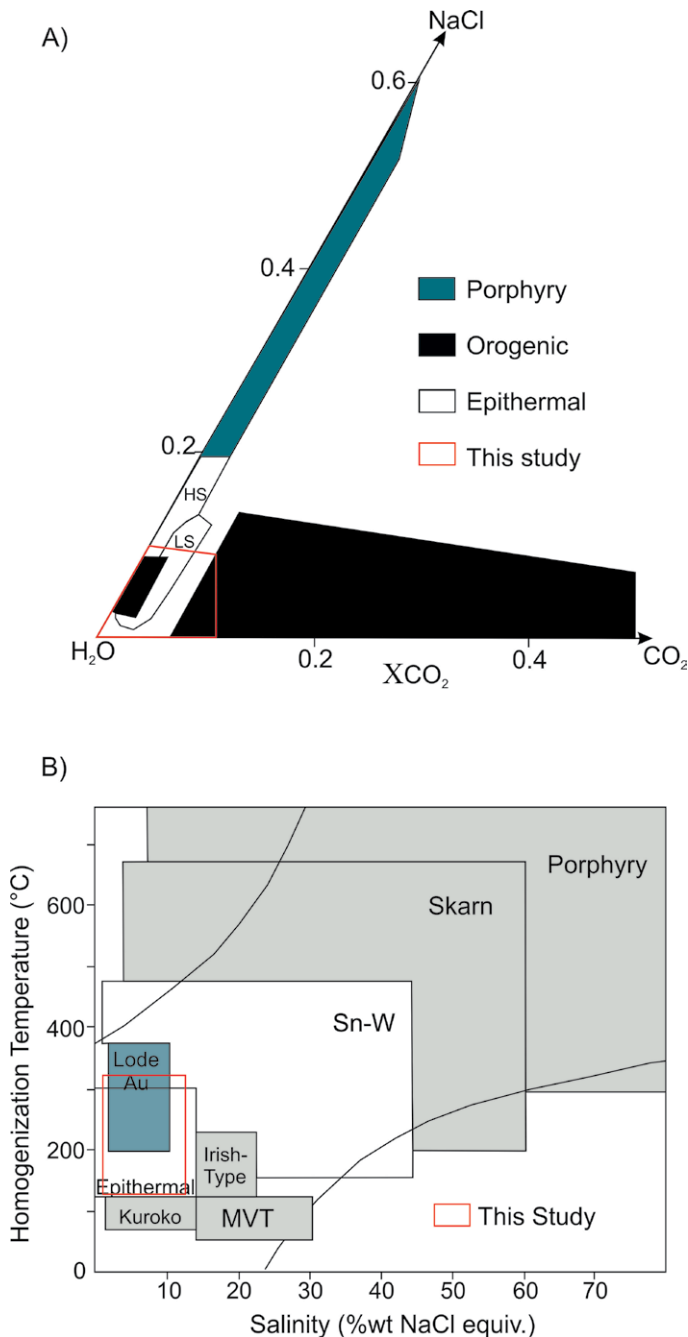 A)
NaCl
0.6
0.4
Porphyry
Orogenic
Epithermal
This study
0.2
HS
LS
H₂O
0.2
XCO₂
0.4
CO₂
B)
Homogenization Temperature (°C)
600
400
200
0
Porphyry
Skarn
Sn-W
Lode
Au
Irish-
Type
Epithermal
Kuroko
MVT
This Study
10
20
30
40
50
60
70
Salinity (%wt NaCl equiv.)